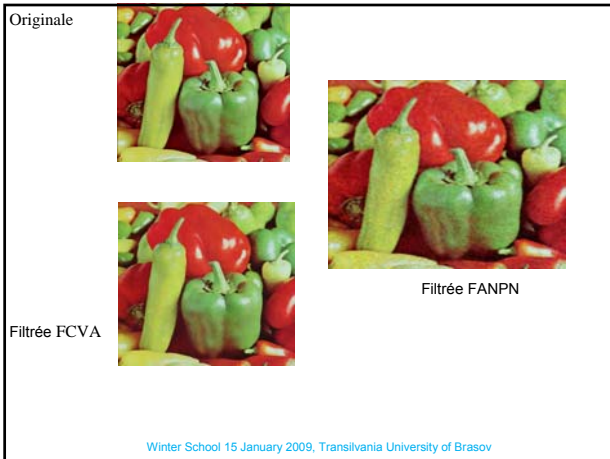 Originale
Filtrée FANPN
Filtrée FCVA
Winter School 15 January 2009, Transilvania University of Brasov